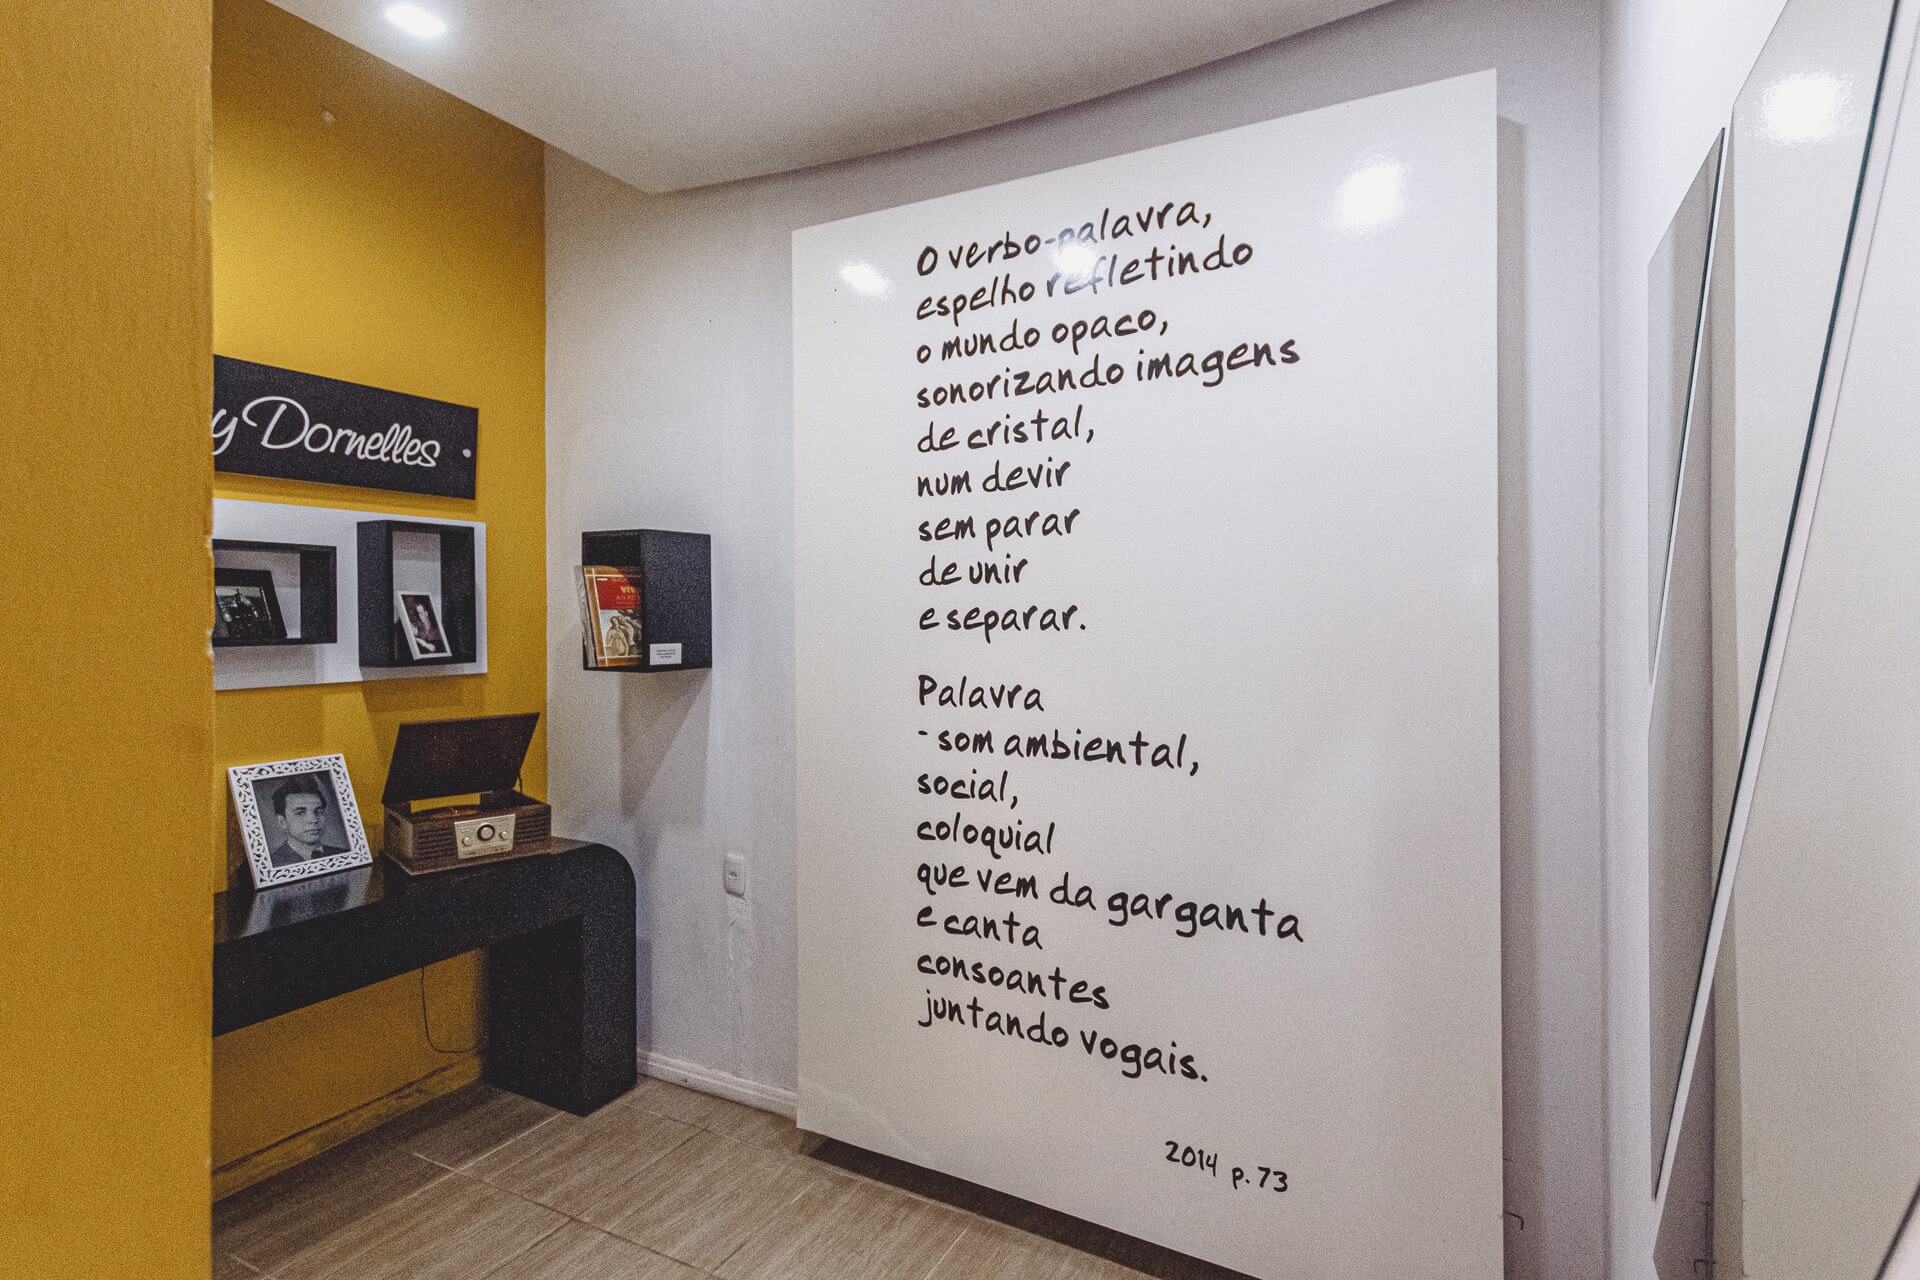 y Dornelles
O verbo-palavra,
espelho refletindo
o mundo opaco,
sonorizando imagens
de cristal,
num devir
sem parar
de unir
e separar.
Palavra
- som ambiental,
social,
coloquial
que vem da garganta
e canta
consoantes
juntando vogais.
2014 p. 73